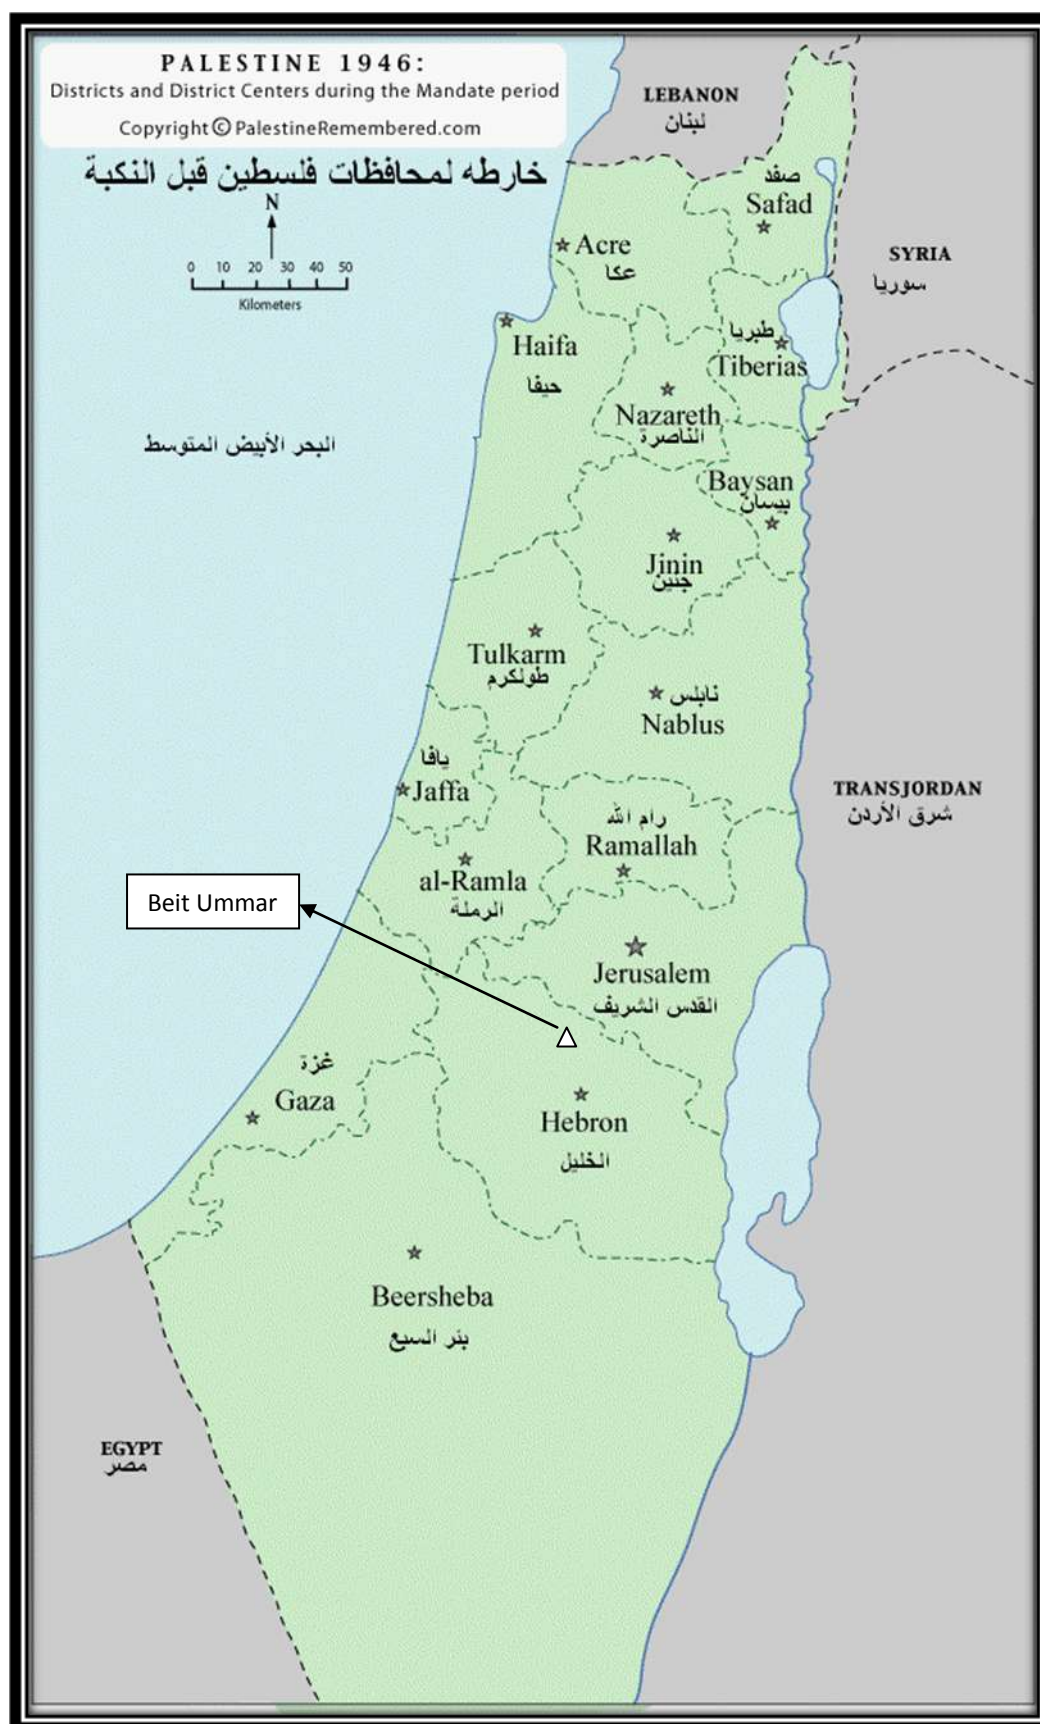 PALESTINE 1946:
Districts and District Centers during the Mandate period
Copyright © PalestineRemembered.com
خارطه لمحافظات فلسطين قبل النكبة
N
0 10 20 30 40 50
Kilometers
LEBANON
لبنان
صفد
Safad
Acre
عكا
SYRIA
سوريا
Haifa
حيفا
طبريا
Tiberias
Nazareth
الناصرة
البحر الأبيض المتوسط
Baysan
بيسان
Jinin
جنين
Tulkarm
طولكرم
نابلس
Nablus
يافا
Jaffa
TRANSJORDAN
شرق الأردن
رام الله
Ramallah
al-Ramla
الرملة
Beit Ummar
Jerusalem
القدس الشريف
غزة
Gaza
Hebron
الخليل
Beersheba
بئر السبع
EGYPT
مصر